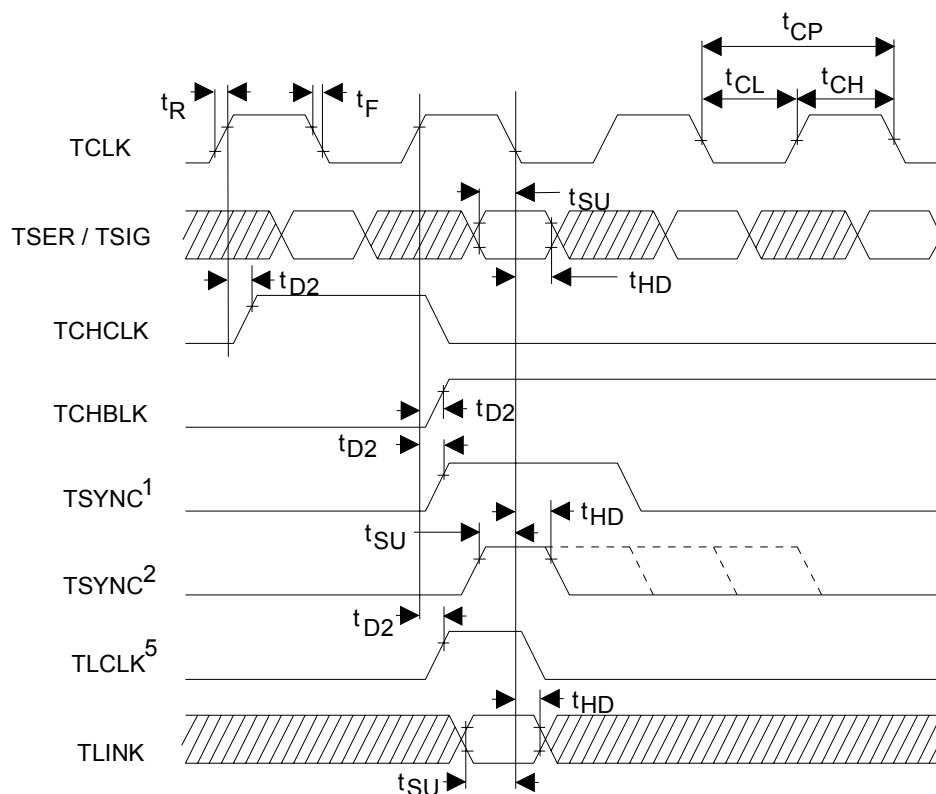 tCP
tCL tCH
tR tF
TCLK
tSU
TSER / TSIG
tD2 tHD
TCHCLK
TCHBLK
tD2
tD2
TSYNC1
tHD
tSU
TSYNC2
tD2
TLCLK5
tHD
TLINK
tSU